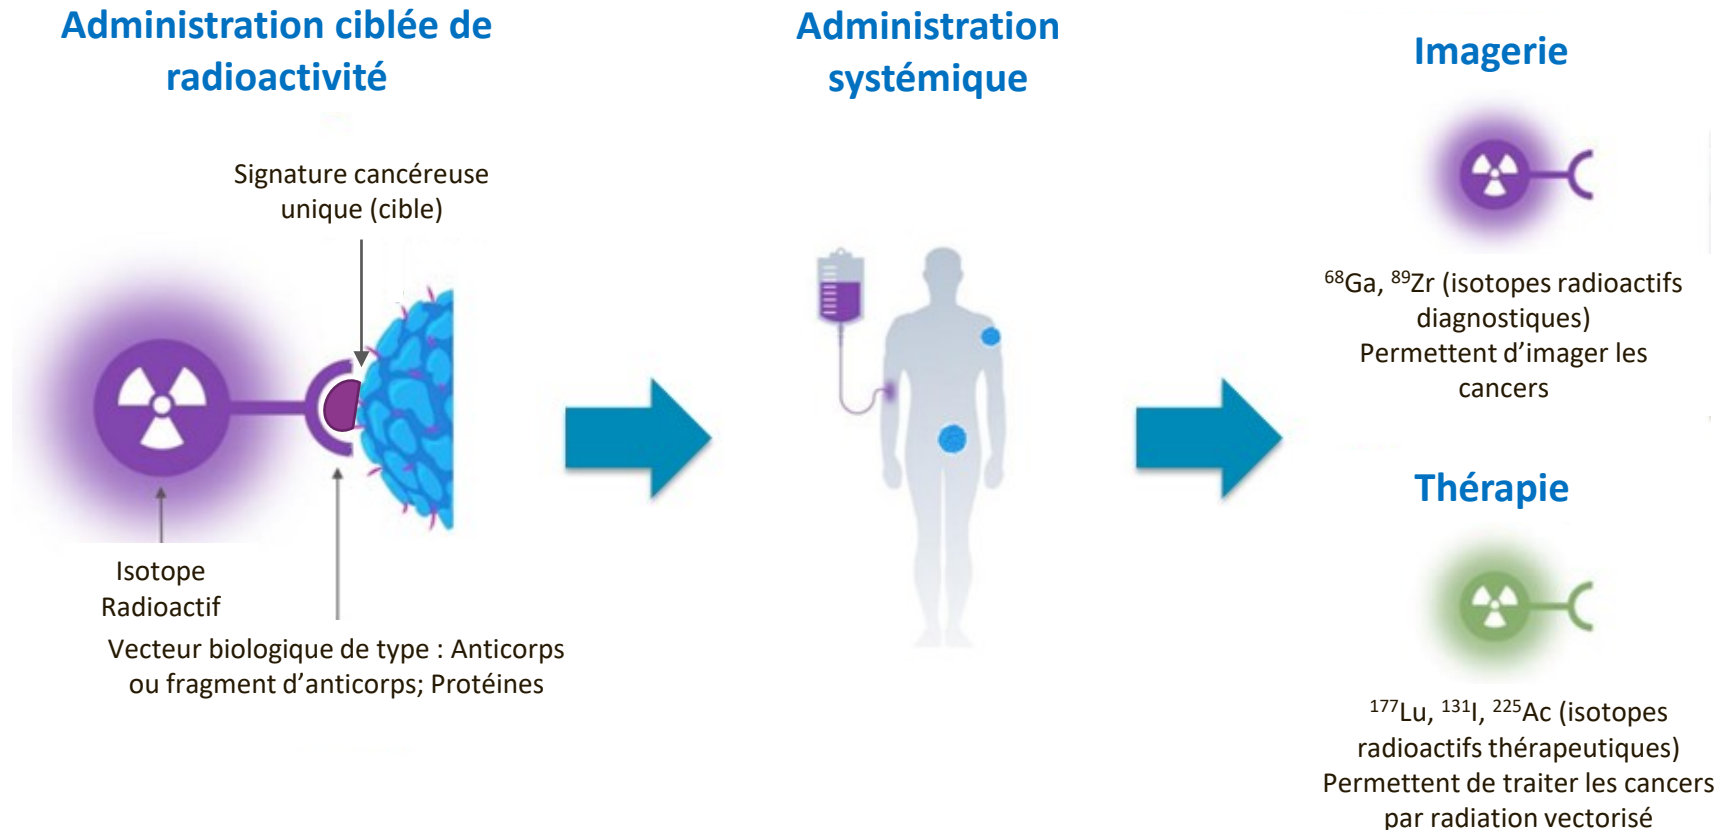 Administration ciblée de
radioactivité
Signature cancéreuse
unique (cible)
Isotope
Radioactif
Vecteur biologique de type : Anticorps
ou fragment d’anticorps; Protéines
Administration
systémique
Imagerie
⁶⁸Ga, ⁸⁹Zr (isotopes radioactifs
diagnostiques)
Permettent d’imager les
cancers
Thérapie
¹⁷⁷Lu, ¹³¹I, ²²⁵Ac (isotopes
radioactifs thérapeutiques)
Permettent de traiter les cancers
par radiation vectorisé